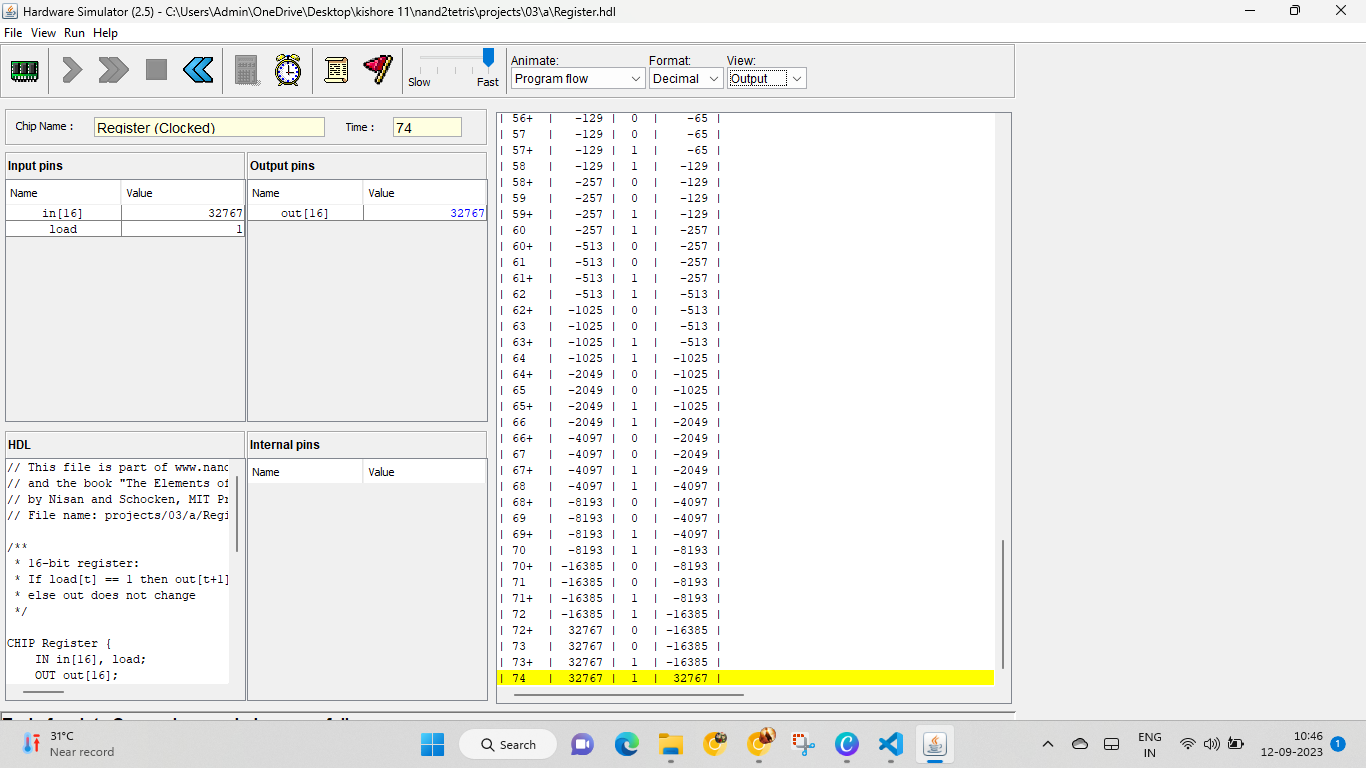 Hardware Simulator (2.5) - C:\Users\Admin\OneDrive\Desktop\kishore 11\nand2tetris\projects\03\a\Register.hdl
File View Run Help
Slow Fast
Animate: Format: View:
Program flow Decimal Output
Chip Name : Register (Clocked) Time : 74
Input pins
Name Value
in[16] 32767
load 1
Output pins
Name Value
out[16] 32767
HDL
// This file is part of www.nanc
// and the book "The Elements of
// by Nisan and Schocken, MIT Pr
// File name: projects/03/a/Regi
/**
* 16-bit register:
* If load[t] == 1 then out[t+1]
* else out does not change
*/
CHIP Register {
IN in[16], load;
OUT out[16];
Internal pins
Name Value
| 56+ | -129 | 0 | -65 |
| 57 | -129 | 0 | -65 |
| 57+ | -129 | 1 | -65 |
| 58 | -129 | 1 | -129 |
| 58+ | -257 | 0 | -129 |
| 59 | -257 | 0 | -129 |
| 59+ | -257 | 1 | -129 |
| 60 | -257 | 1 | -257 |
| 60+ | -513 | 0 | -257 |
| 61 | -513 | 0 | -257 |
| 61+ | -513 | 1 | -257 |
| 62 | -513 | 1 | -513 |
| 62+ | -1025 | 0 | -513 |
| 63 | -1025 | 0 | -513 |
| 63+ | -1025 | 1 | -513 |
| 64 | -1025 | 1 | -1025 |
| 64+ | -2049 | 0 | -1025 |
| 65 | -2049 | 0 | -1025 |
| 65+ | -2049 | 1 | -1025 |
| 66 | -2049 | 1 | -2049 |
| 66+ | -4097 | 0 | -2049 |
| 67 | -4097 | 0 | -2049 |
| 67+ | -4097 | 1 | -2049 |
| 68 | -4097 | 1 | -4097 |
| 68+ | -8193 | 0 | -4097 |
| 69 | -8193 | 0 | -4097 |
| 69+ | -8193 | 1 | -4097 |
| 70 | -8193 | 1 | -8193 |
| 70+ | -16385 | 0 | -8193 |
| 71 | -16385 | 0 | -8193 |
| 71+ | -16385 | 1 | -8193 |
| 72 | -16385 | 1 | -16385 |
| 72+ | 32767 | 0 | -16385 |
| 73 | 32767 | 0 | -16385 |
| 73+ | 32767 | 1 | -16385 |
| 74 | 32767 | 1 | 32767 |
31°C
Near record
Search
ENG
IN
10:46
12-09-2023
1